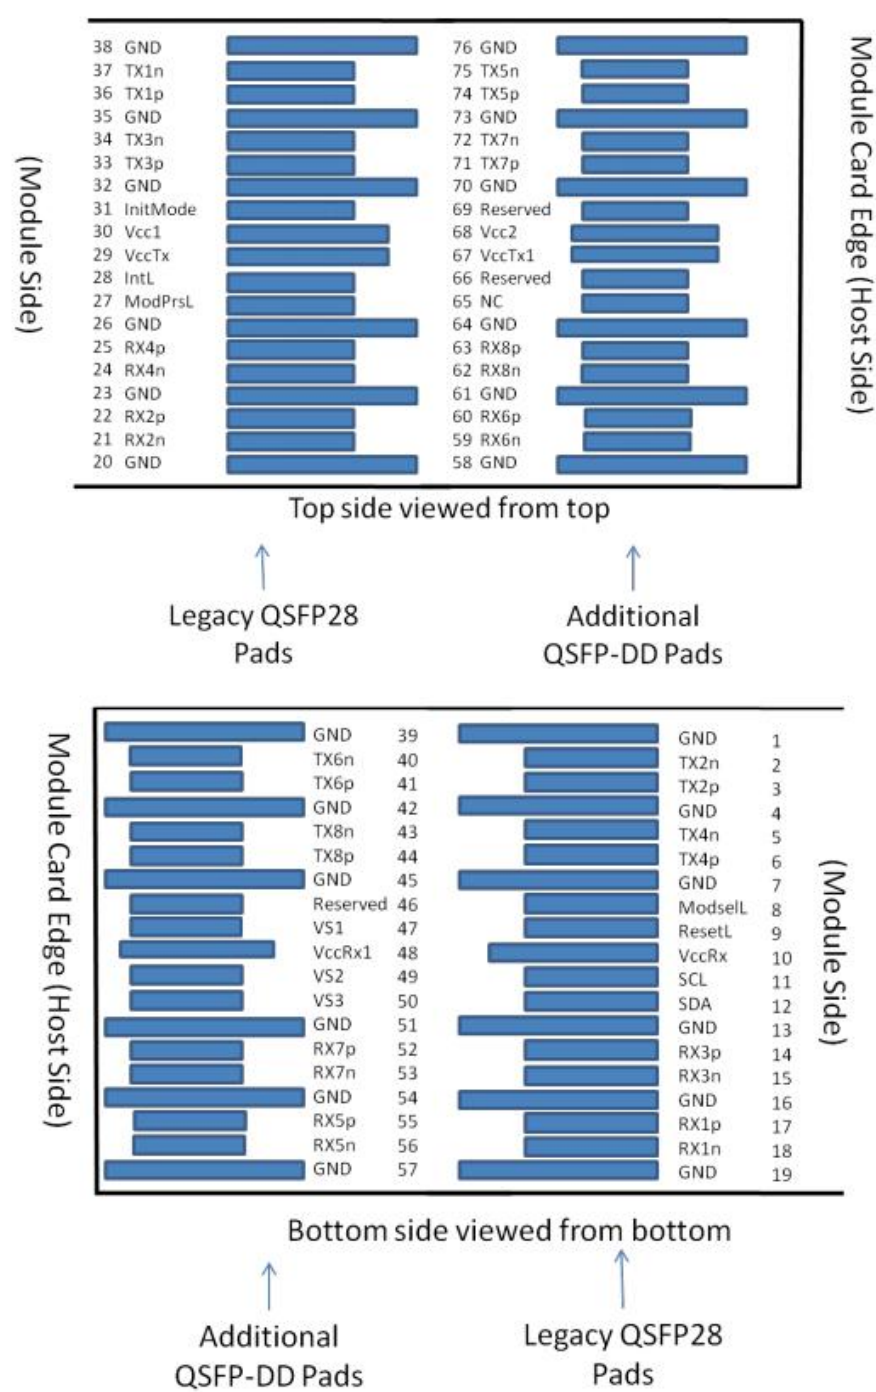 38 GND 76 GND
37 TX1n 75 TX5n
36 TX1p 74 TX5p
35 GND 73 GND
34 TX3n 72 TX7n
33 TX3p 71 TX7p
32 GND 70 GND
31 InitMode 69 Reserved
30 Vcc1 68 Vcc2
29 VccTx 67 VccTx1
28 IntL 66 Reserved
27 ModPrsL 65 NC
26 GND 64 GND
25 RX4p 63 RX8p
24 RX4n 62 RX8n
23 GND 61 GND
22 RX2p 60 RX6p
21 RX2n 59 RX6n
20 GND 58 GND
(Module Side)
Module Card Edge (Host Side)
Top side viewed from top
Legacy QSFP28
Pads
Additional
QSFP-DD Pads
GND 39 GND 1
TX6n 40 TX2n 2
TX6p 41 TX2p 3
GND 42 GND 4
TX8n 43 TX4n 5
TX8p 44 TX4p 6
GND 45 GND 7
Reserved 46 ModselL 8
VS1 47 ResetL 9
VccRx1 48 VccRx 10
VS2 49 SCL 11
VS3 50 SDA 12
GND 51 GND 13
RX7p 52 RX3p 14
RX7n 53 RX3n 15
GND 54 GND 16
RX5p 55 RX1p 17
RX5n 56 RX1n 18
GND 57 GND 19
Module Card Edge (Host Side)
(Module Side)
Bottom side viewed from bottom
Additional
QSFP-DD Pads
Legacy QSFP28
Pads